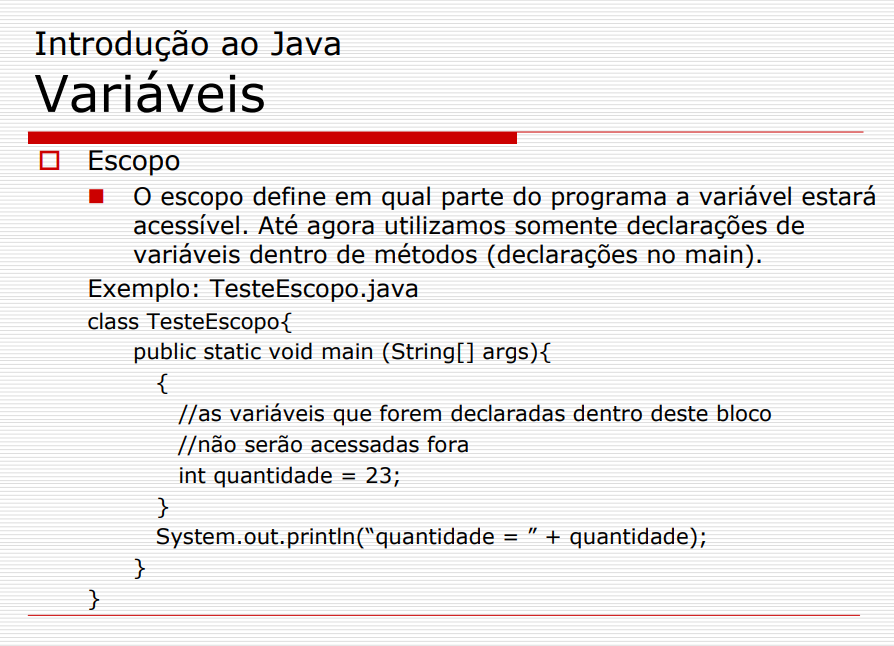 Introdução ao Java
Variáveis
Escopo
O escopo define em qual parte do programa a variável estará
acessível. Até agora utilizamos somente declarações de
variáveis dentro de métodos (declarações no main).
Exemplo: TesteEscopo.java
class TesteEscopo{
public static void main (String[] args){
{
//as variáveis que forem declaradas dentro deste bloco
//não serão acessadas fora
int quantidade = 23;
}
System.out.println(“quantidade = ” + quantidade);
}
}